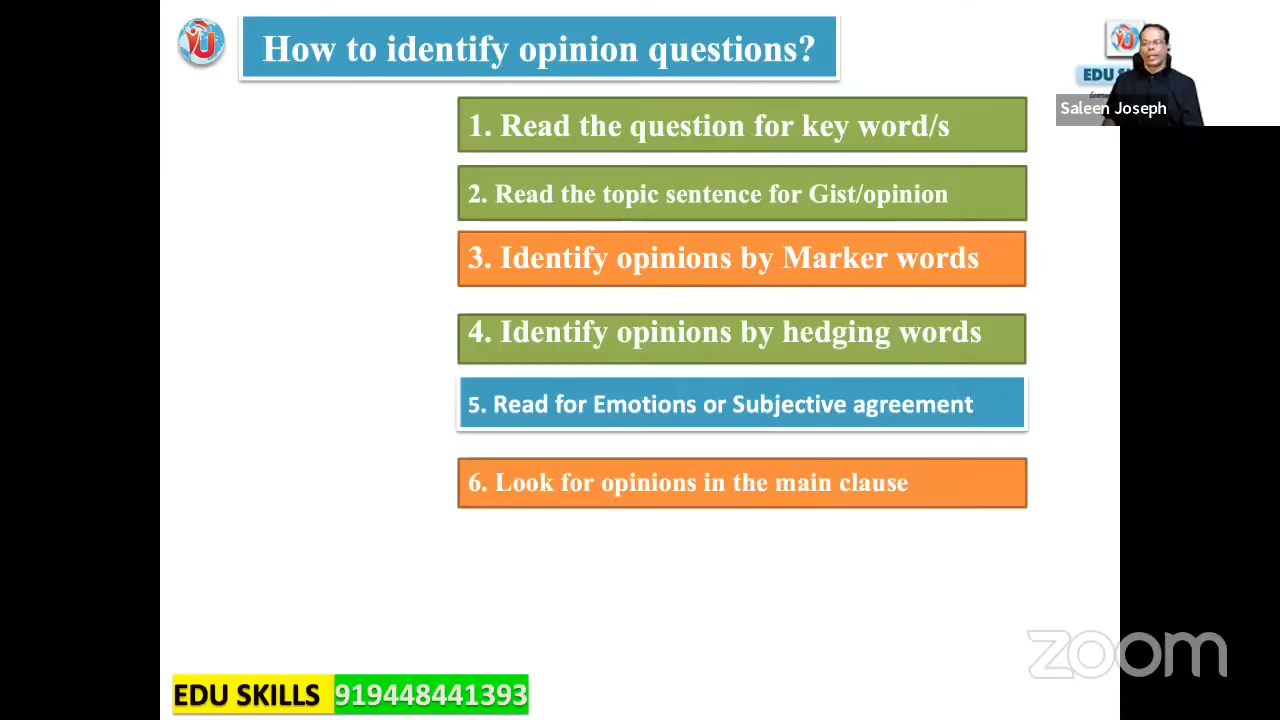 How to identify opinion questions?
EDU
Saleen Joseph
1. Read the question for key word/s
2. Read the topic sentence for Gist/opinion
3. Identify opinions by Marker words
4. Identify opinions by hedging words
5. Read for Emotions or Subjective agreement
6. Look for opinions in the main clause
zoom
EDU SKILLS 919448441393